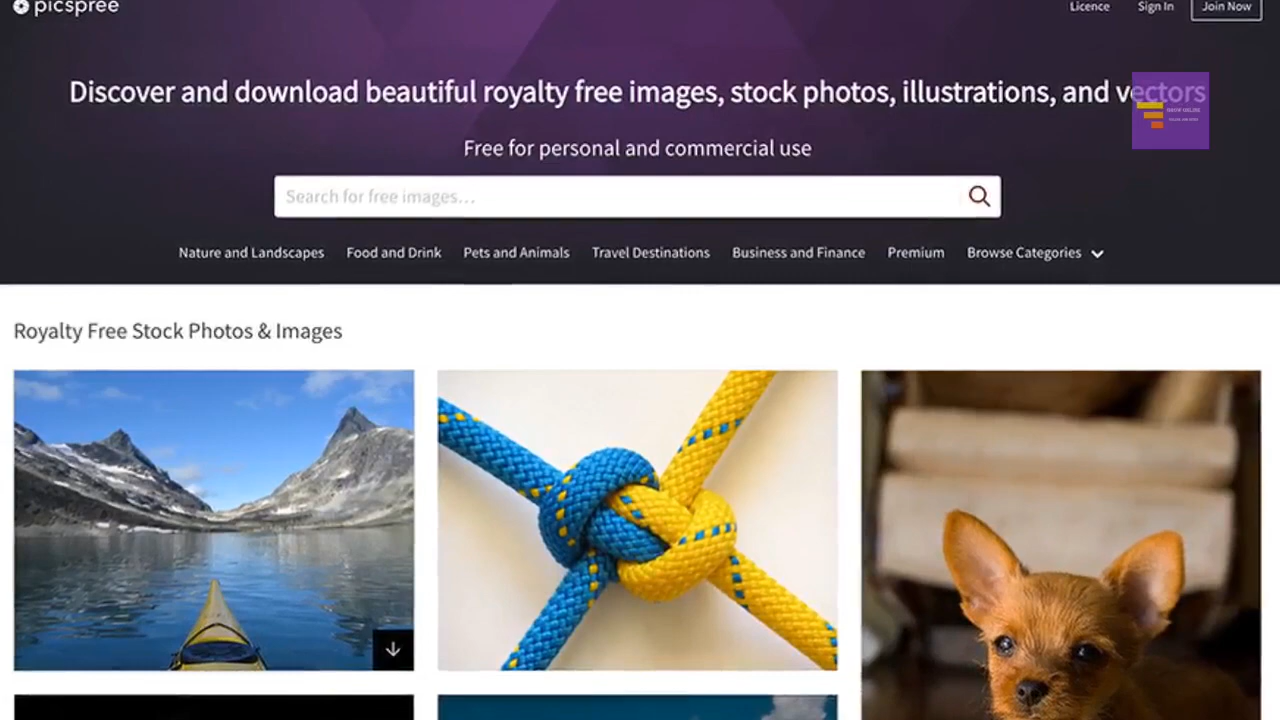 picspree
Licence
Sign In
Join Now
Discover and download beautiful royalty free images, stock photos, illustrations, and vectors
Free for personal and commercial use
Search for free images...
Nature and Landscapes
Food and Drink
Pets and Animals
Travel Destinations
Business and Finance
Premium
Browse Categories
Royalty Free Stock Photos & Images